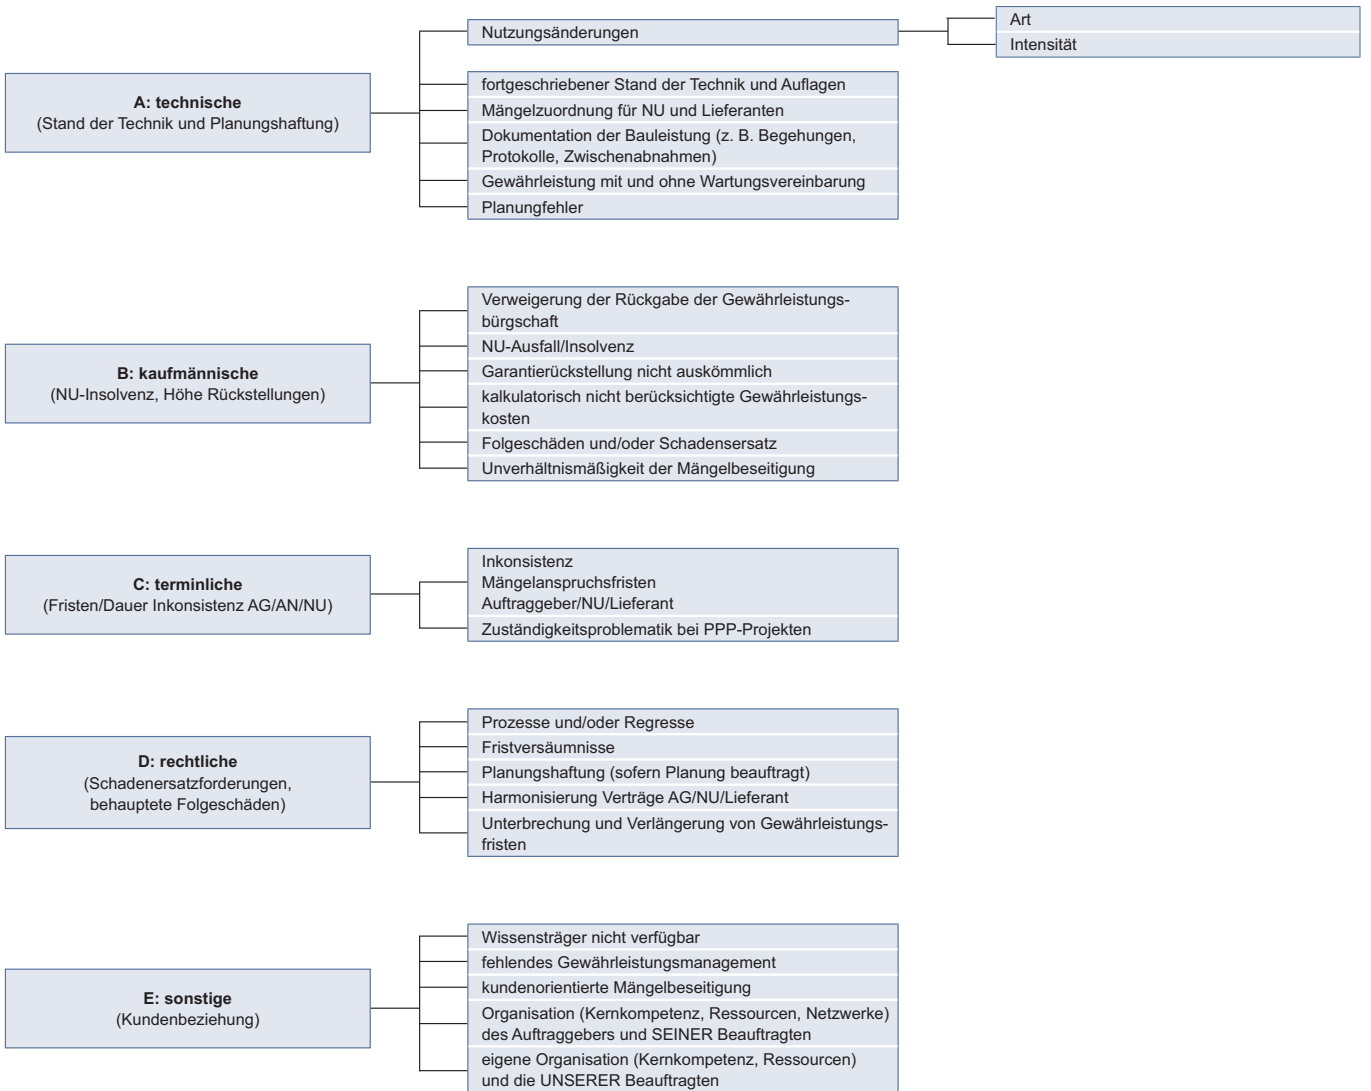 Nutzungsänderungen
Art
Intensität
A: technische
(Stand der Technik und Planungshaftung)
fortgeschriebener Stand der Technik und Auflagen
Mängelzuordnung für NU und Lieferanten
Dokumentation der Bauleistung (z. B. Begehungen,
Protokolle, Zwischenabnahmen)
Gewährleistung mit und ohne Wartungsvereinbarung
Planungfehler
B: kaufmännische
(NU-Insolvenz, Höhe Rückstellungen)
Verweigerung der Rückgabe der Gewährleistungs-
bürgschaft
NU-Ausfall/Insolvenz
Garantierückstellung nicht auskömmlich
kalkulatorisch nicht berücksichtigte Gewährleistungs-
kosten
Folgeschäden und/oder Schadensersatz
Unverhältnismäßigkeit der Mängelbeseitigung
C: terminliche
(Fristen/Dauer Inkonsistenz AG/AN/NU)
Inkonsistenz
Mängelanspruchsfristen
Auftraggeber/NU/Lieferant
Zuständigkeitsproblematik bei PPP-Projekten
D: rechtliche
(Schadenersatzforderungen,
behauptete Folgeschäden)
Prozesse und/oder Regresse
Fristversäumnisse
Planungshaftung (sofern Planung beauftragt)
Harmonisierung Verträge AG/NU/Lieferant
Unterbrechung und Verlängerung von Gewährleistungs-
fristen
E: sonstige
(Kundenbeziehung)
Wissensträger nicht verfügbar
fehlendes Gewährleistungsmanagement
kundenorientierte Mängelbeseitigung
Organisation (Kernkompetenz, Ressourcen, Netzwerke)
des Auftraggebers und SEINER Beauftragten
eigene Organisation (Kernkompetenz, Ressourcen)
und die UNSERER Beauftragten